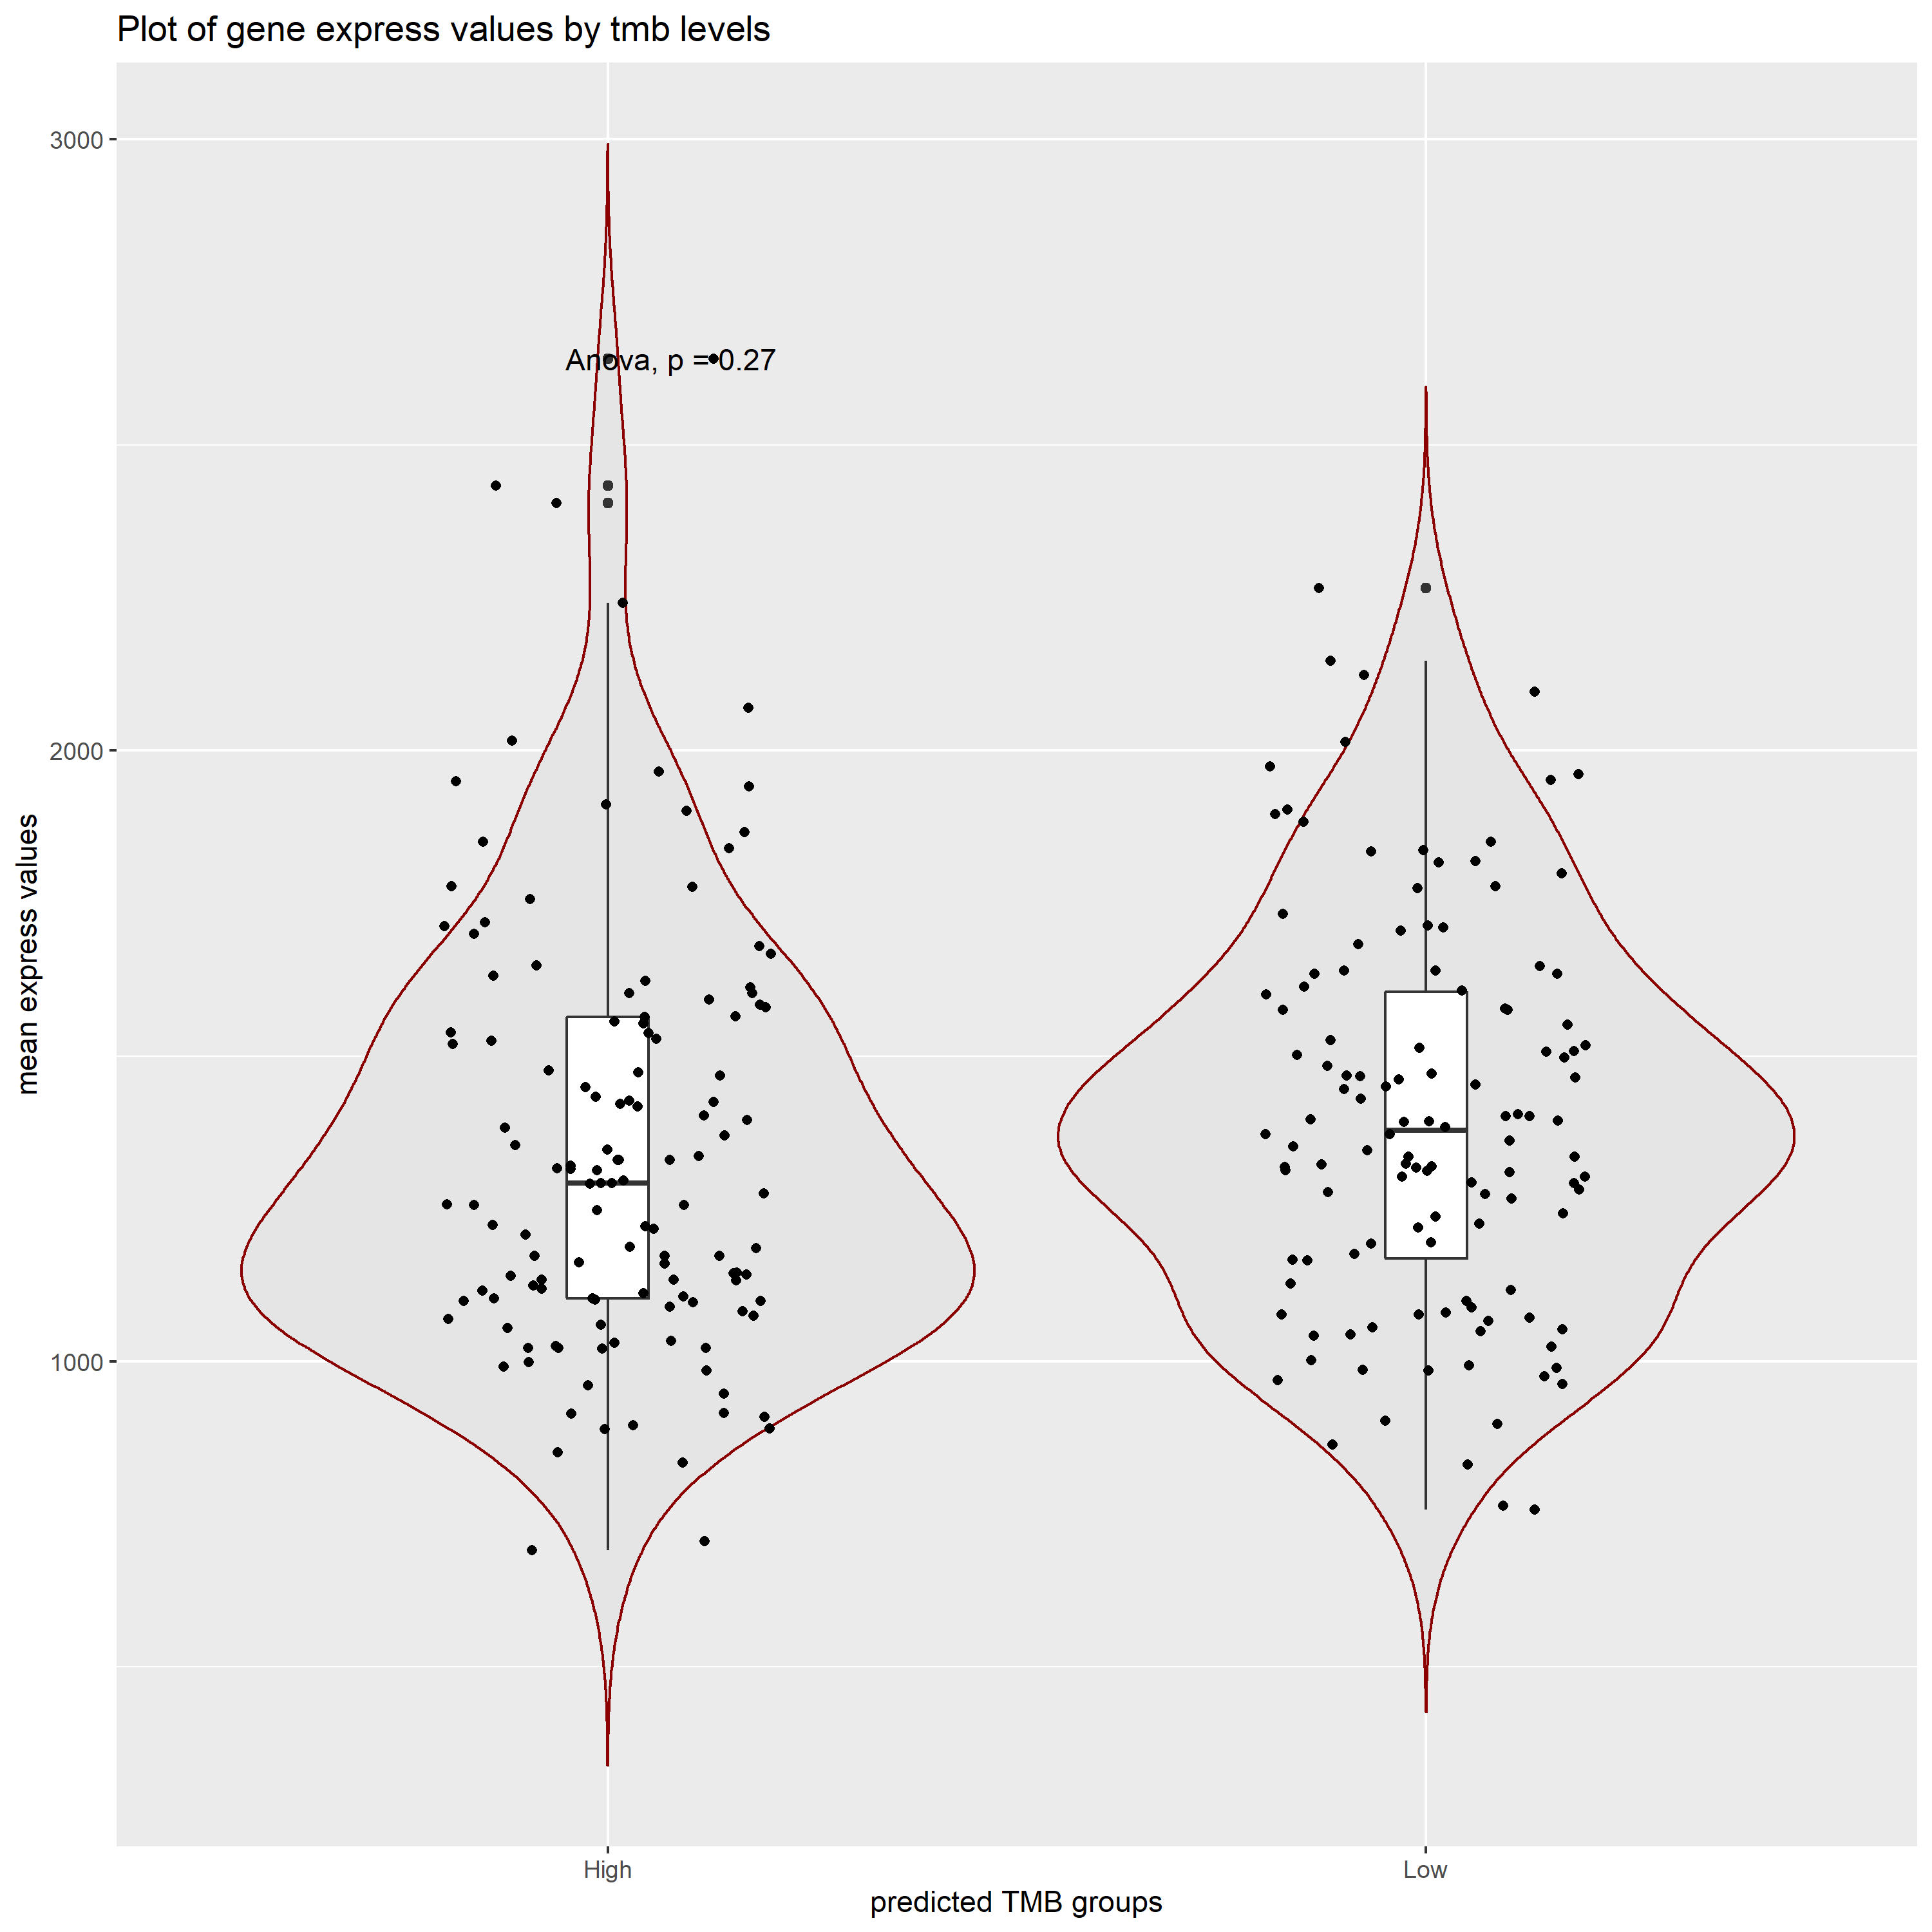 Plot of gene express values by tmb levels
3000
Anova, p = 0.27
2000
mean express values
1000
High
Low
predicted TMB groups